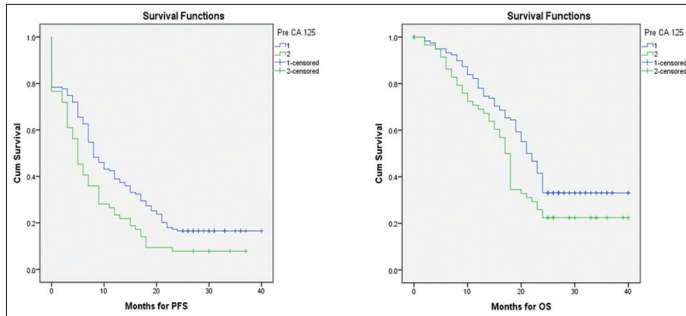 Survival Functions
Pre CA 125
1
2
1-censored
2-censored
1.0
0.8
0.6
0.4
0.2
0.0
Cum Survival
0
10
20
30
40
Months for PFS
Survival Functions
Pre CA 125
1
2
1-censored
2-censored
1.0
0.8
0.6
0.4
0.2
0.0
Cum Survival
0
10
20
30
40
Months for OS